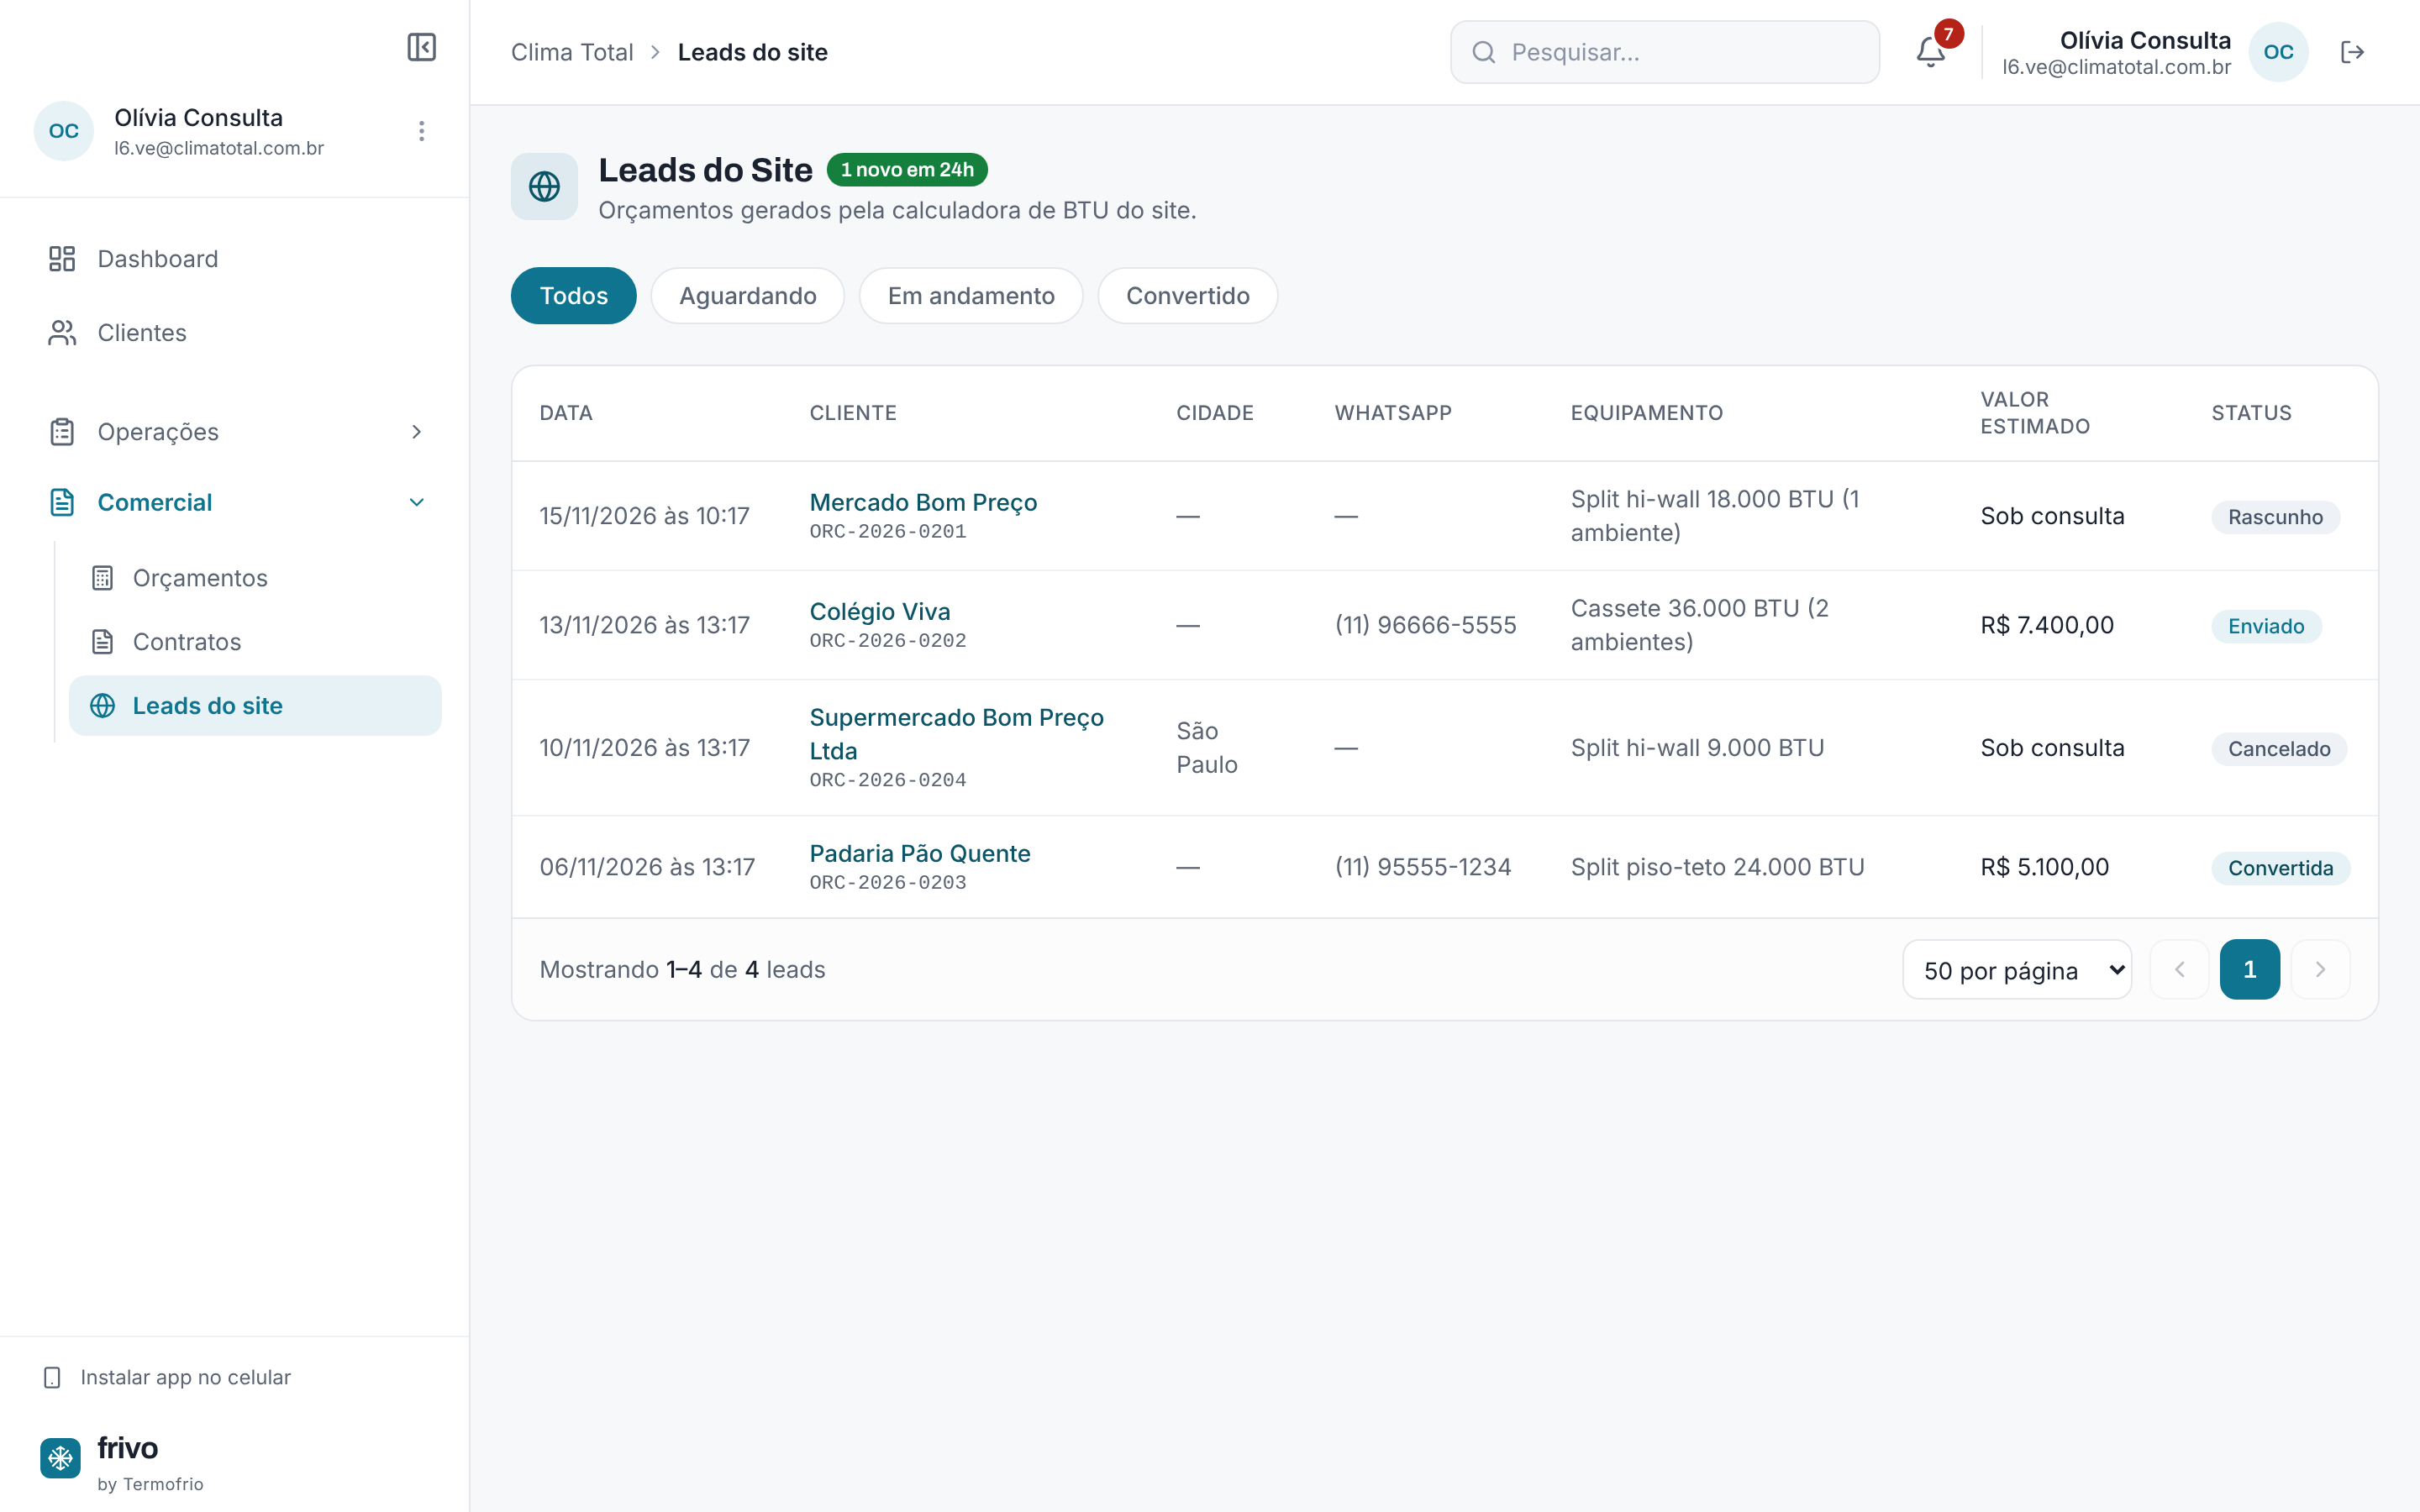 OC
Olívia Consulta
l6.ve@climatotal.com.br
Dashboard
Clientes
Operações
Comercial
Orçamentos
Contratos
Leads do site
Instalar app no celular
frivo
by Termofrio
Clima Total
Leads do site
Pesquisar...
7
Olívia Consulta
l6.ve@climatotal.com.br
OC
Leads do Site
1 novo em 24h
Orçamentos gerados pela calculadora de BTU do site.
Todos
Aguardando
Em andamento
Convertido
DATA
CLIENTE
CIDADE
WHATSAPP
EQUIPAMENTO
VALOR
ESTIMADO
STATUS
15/11/2026 às 10:17
Mercado Bom Preço
ORC-2026-0201
—
—
Split hi-wall 18.000 BTU (1
ambiente)
Sob consulta
Rascunho
13/11/2026 às 13:17
Colégio Viva
ORC-2026-0202
—
(11) 96666-5555
Cassete 36.000 BTU (2
ambientes)
R$ 7.400,00
Enviado
10/11/2026 às 13:17
Supermercado Bom Preço
Ltda
ORC-2026-0204
São
Paulo
—
Split hi-wall 9.000 BTU
Sob consulta
Cancelado
06/11/2026 às 13:17
Padaria Pão Quente
ORC-2026-0203
—
(11) 95555-1234
Split piso-teto 24.000 BTU
R$ 5.100,00
Convertida
Mostrando 1–4 de 4 leads
50 por página
1